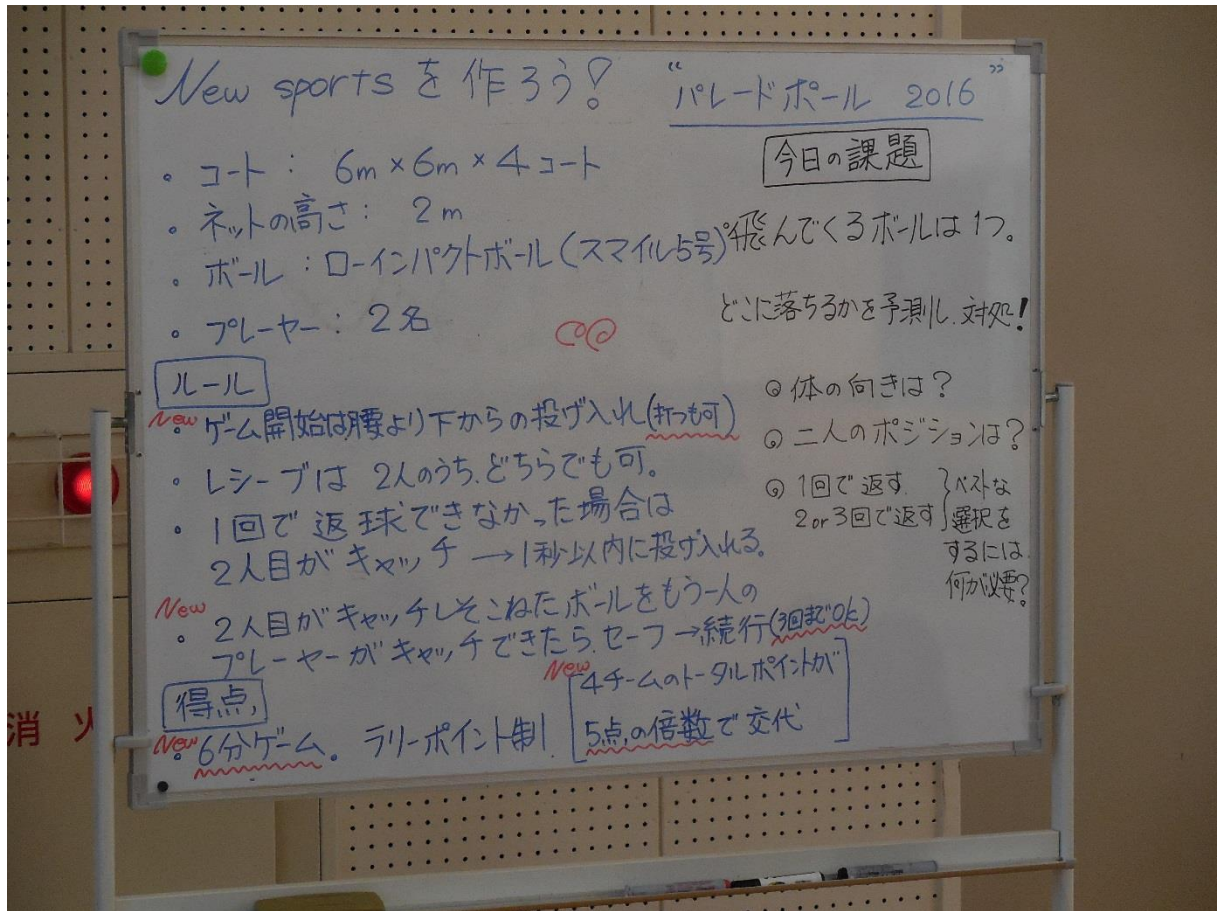 New sports を作ろう!
“パレードボール 2016”
・コート: 6m×6m×4コート
・ネットの高さ: 2m
・ボール:ローインパクトボール(スマイル5号)
・プレーヤー:2名
ルール
New
・ゲーム開始は腰より下からの投げ入れ(打つも可)
・レシーブは2人のうち、どちらでも可。
・1回で返球できなかった場合は
2人目がキャッチ→1秒以内に投げ入れる。
New
・2人目がキャッチしそこねたボールをもう一人の
プレーヤーがキャッチできたら、セーフ→続行(3回までOK)
得点
New
・6分ゲーム。ラリーポイント制
New
[4チームのトータルポイントが
5点の倍数で交代]
今日の課題
飛んでくるボールは1つ。
どこに落ちるかを予測し、対処!
◎体の向きは?
◎二人のポジションは?
◎1回で返す
2or3回で返す
}ベストな
選択を
するには
何が必要?
消 火